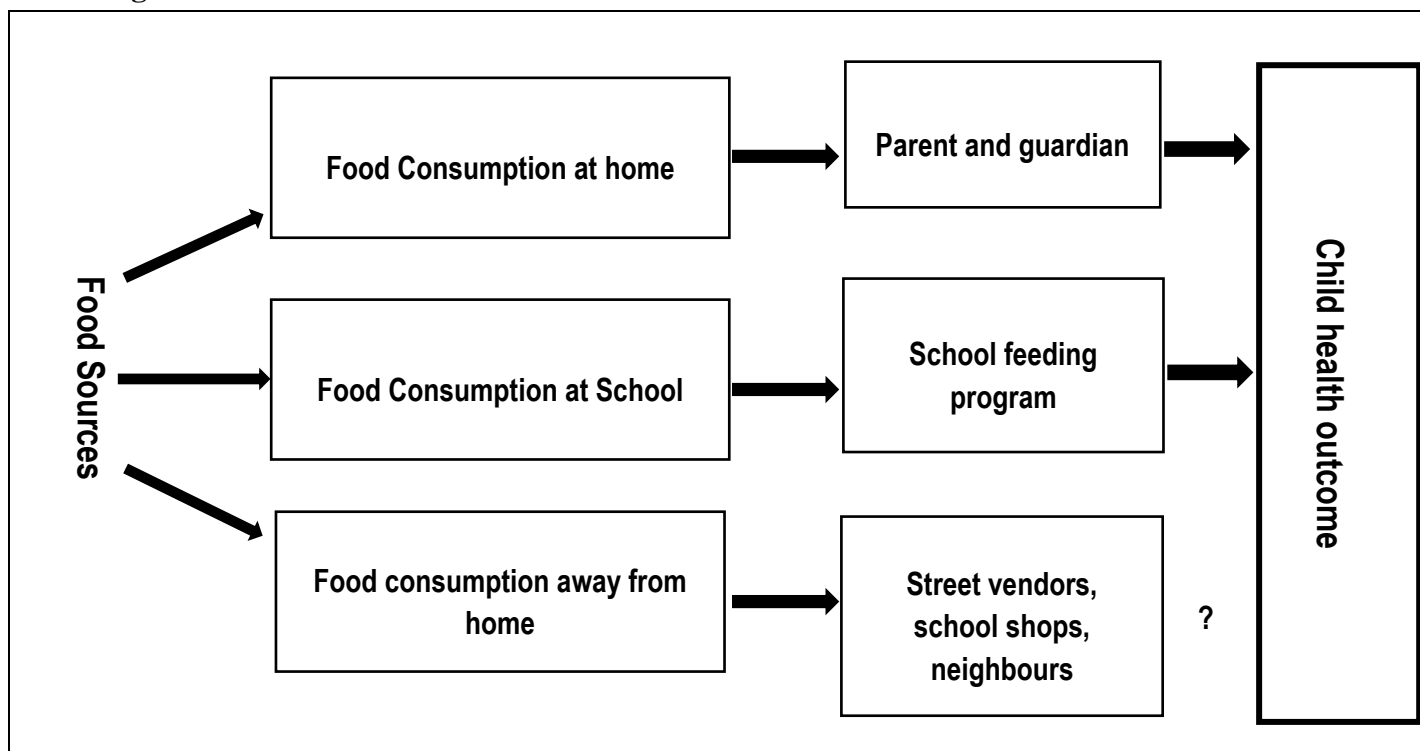 Food Sources
Food Consumption at home
Parent and guardian
Food Consumption at School
School feeding
program
Food consumption away from
home
Street vendors,
school shops,
neighbours
?
Child health outcome